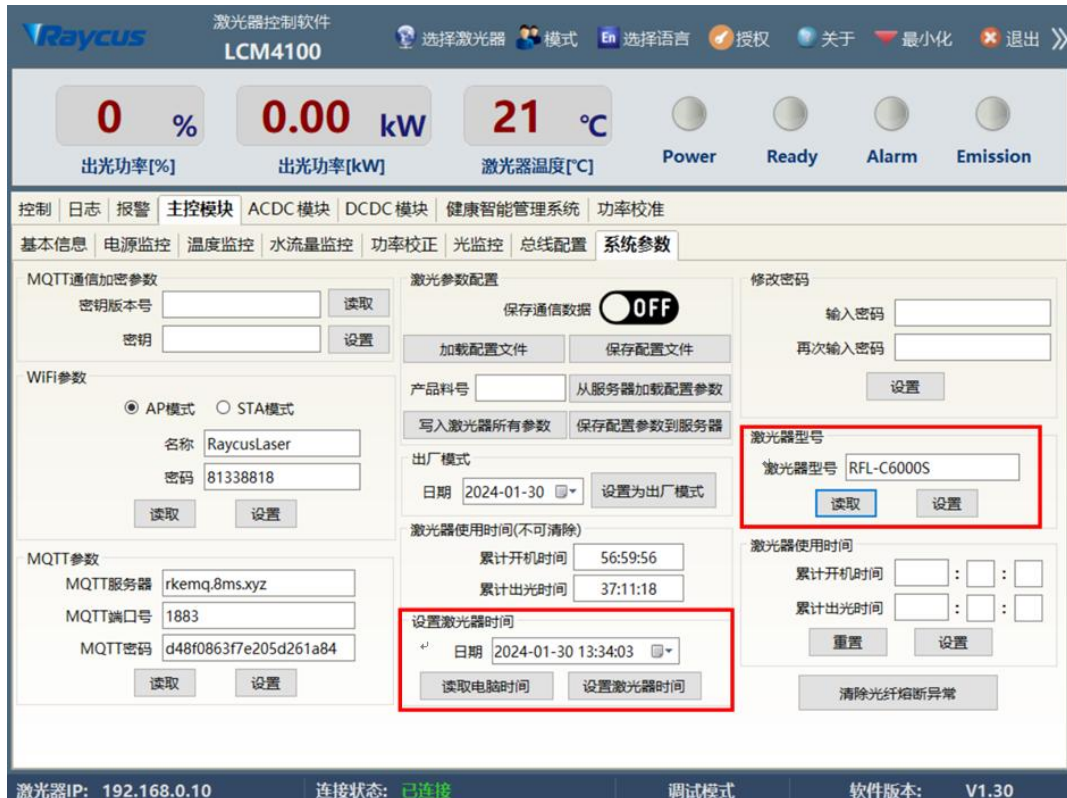 Raycus
激光器控制软件
LCM4100
选择激光器 模式 En 选择语言 授权 关于 最小化 退出
0 % 0.00 kW 21 ℃
出光功率[%] 出光功率[kW] 激光器温度[℃] Power Ready Alarm Emission
控制 日志 报警 主控模块 ACDC模块 DCDC模块 健康智能管理系统 功率校准
基本信息 电源监控 温度监控 水流量监控 功率校正 光监控 总线配置 系统参数
MQTT通信加密参数
密钥版本号 读取
密钥 设置
WiFi参数
AP模式 STA模式
名称 RaycusLaser
密码 81338818
读取 设置
MQTT参数
MQTT服务器 rkemq.8ms.xyz
MQTT端口号 1883
MQTT密码 d48f0863f7e205d261a84
读取 设置
激光参数配置
保存通信数据 OFF
加载配置文件 保存配置文件
产品料号 从服务器加载配置参数
写入激光器所有参数 保存配置参数到服务器
出厂模式
日期 2024-01-30 设置为出厂模式
激光器使用时间(不可清除)
累计开机时间 56:59:56
累计出光时间 37:11:18
设置激光器时间
日期 2024-01-30 13:34:03
读取电脑时间 设置激光器时间
修改密码
输入密码
再次输入密码
设置
激光器型号
激光器型号 RFL-C6000S
读取 设置
激光器使用时间
累计开机时间 : :
累计出光时间 : :
重置 设置
清除光纤熔断异常
激光器IP: 192.168.0.10 连接状态: 已连接 调试模式 软件版本: V1.30